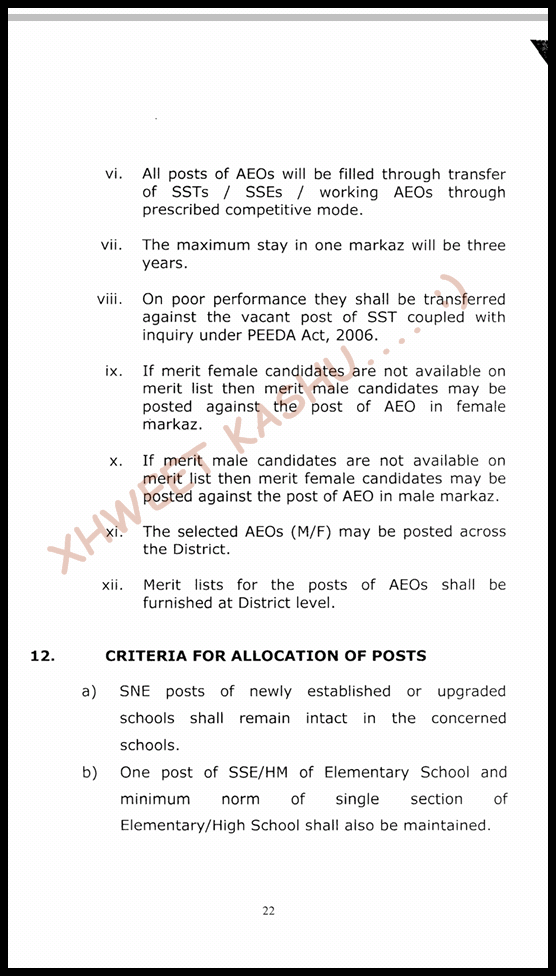 vi. All posts of AEOs will be filled through transfer
of SSTs / SSEs / working AEOs through
prescribed competitive mode.
vii. The maximum stay in one markaz will be three
years.
viii. On poor performance they shall be transferred
against the vacant post of SST coupled with
inquiry under PEEDA Act, 2006.
ix. If merit female candidates are not available on
merit list then merit male candidates may be
posted against the post of AEO in female
markaz.
x. If merit male candidates are not available on
merit list then merit female candidates may be
posted against the post of AEO in male markaz.
xi. The selected AEOs (M/F) may be posted across
the District.
xii. Merit lists for the posts of AEOs shall be
furnished at District level.
12. CRITERIA FOR ALLOCATION OF POSTS
a) SNE posts of newly established or upgraded
schools shall remain intact in the concerned
schools.
b) One post of SSE/HM of Elementary School and
minimum norm of single section of
Elementary/High School shall also be maintained.
22
XHWEET KASHU.... :)